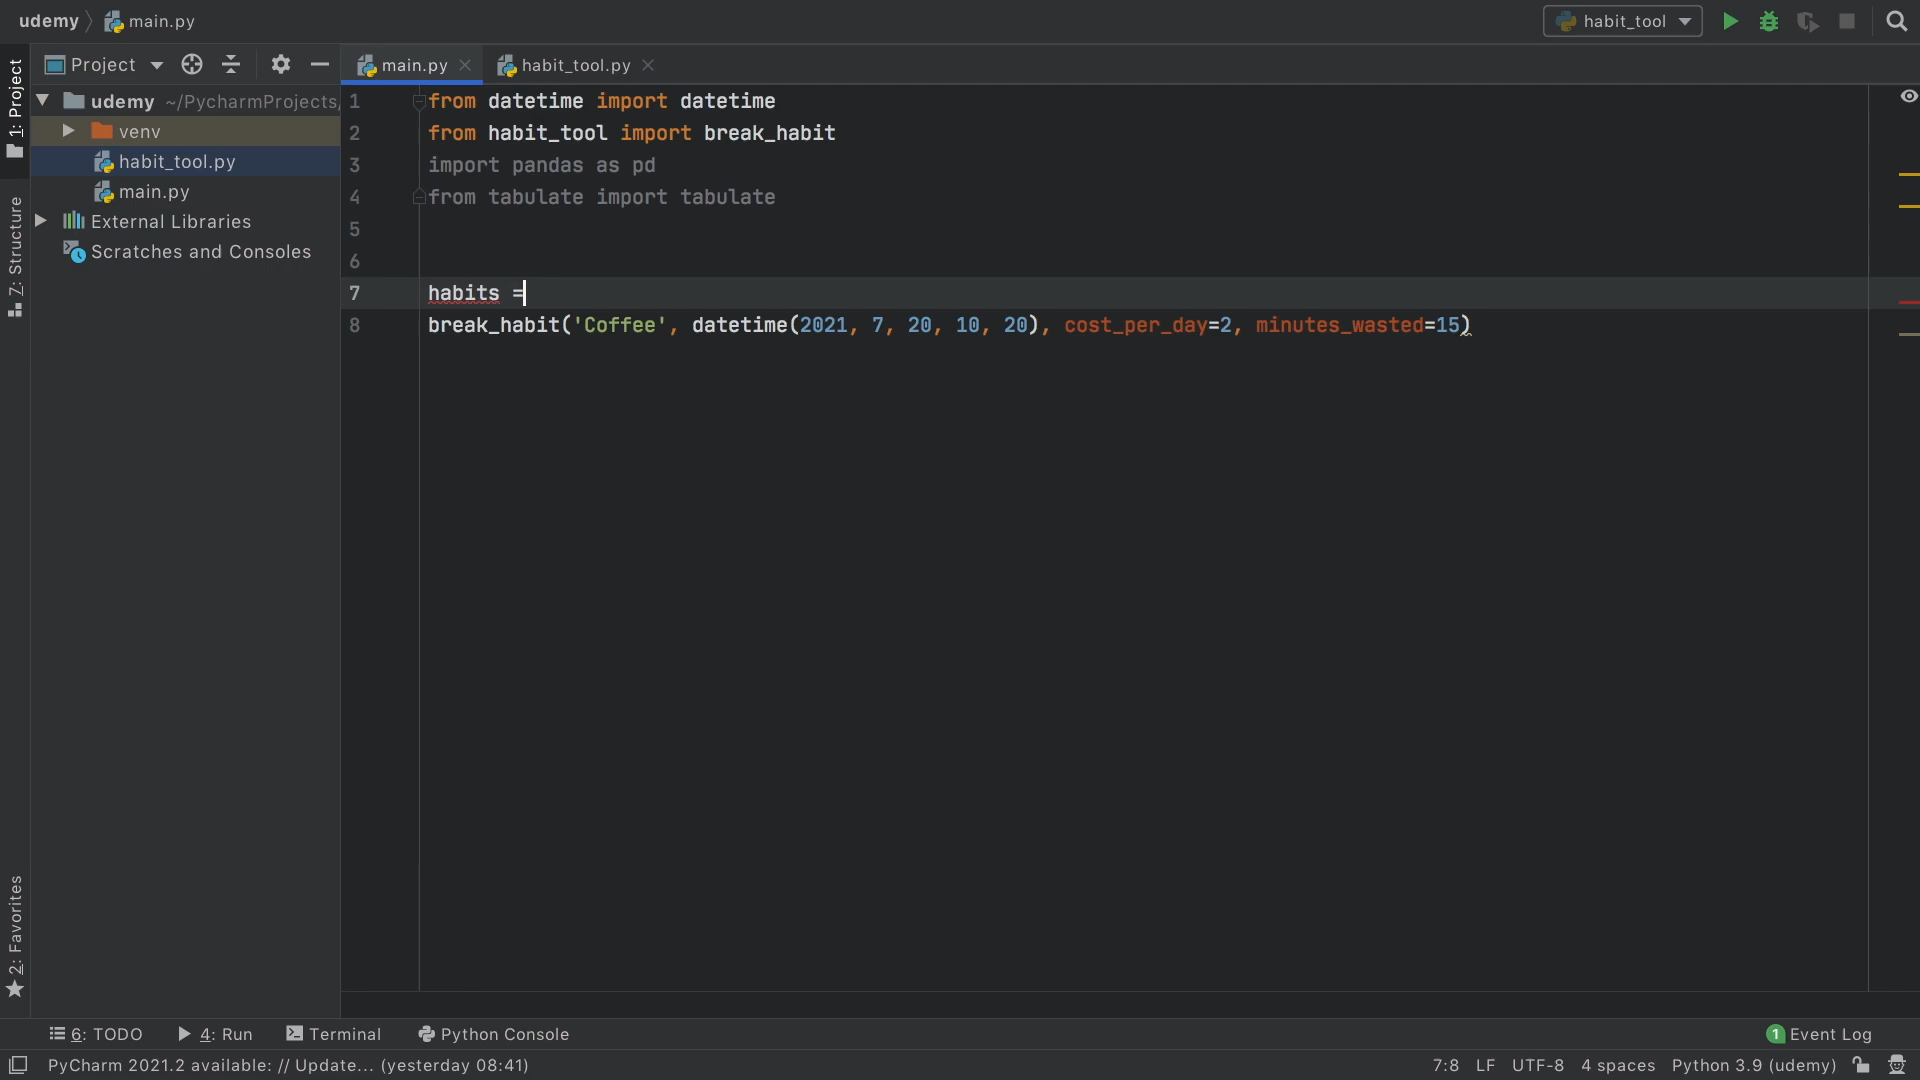 udemy main.py
habit_tool
1: Project
Project
main.py
habit_tool.py
udemy ~/PycharmProjects/
venv
habit_tool.py
main.py
External Libraries
Scratches and Consoles
Z: Structure
2: Favorites
1 from datetime import datetime
2 from habit_tool import break_habit
3 import pandas as pd
4 from tabulate import tabulate
5
6
7 habits =
8 break_habit('Coffee', datetime(2021, 7, 20, 10, 20), cost_per_day=2, minutes_wasted=15)
6: TODO 4: Run Terminal Python Console 1 Event Log
PyCharm 2021.2 available: // Update... (yesterday 08:41) 7:8 LF UTF-8 4 spaces Python 3.9 (udemy)